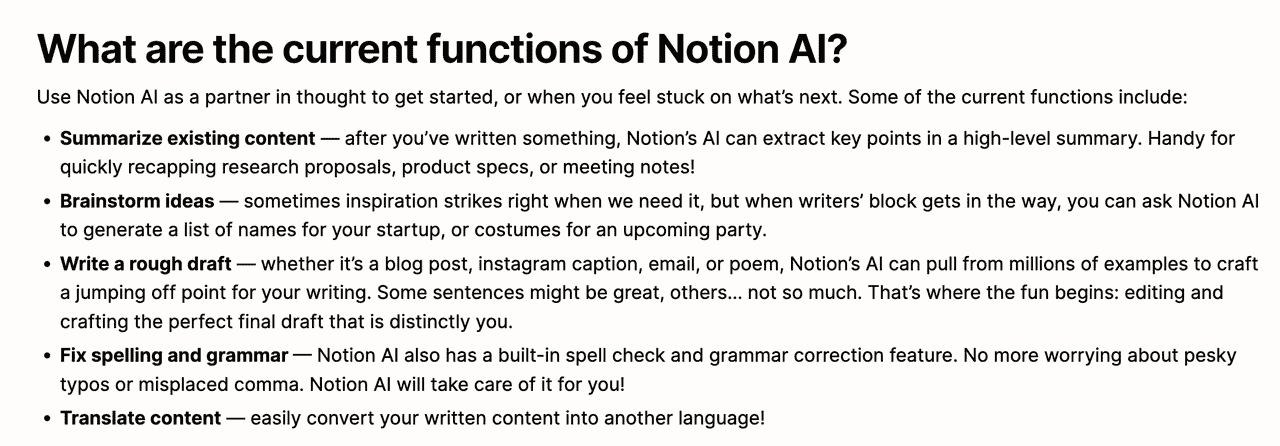 What are the current functions of Notion AI?
Use Notion AI as a partner in thought to get started, or when you feel stuck on what’s next. Some of the current functions include:
• Summarize existing content — after you’ve written something, Notion’s AI can extract key points in a high-level summary. Handy for
quickly recapping research proposals, product specs, or meeting notes!
• Brainstorm ideas — sometimes inspiration strikes right when we need it, but when writers’ block gets in the way, you can ask Notion AI
to generate a list of names for your startup, or costumes for an upcoming party.
• Write a rough draft — whether it’s a blog post, instagram caption, email, or poem, Notion’s AI can pull from millions of examples to craft
a jumping off point for your writing. Some sentences might be great, others... not so much. That’s where the fun begins: editing and
crafting the perfect final draft that is distinctly you.
• Fix spelling and grammar — Notion AI also has a built-in spell check and grammar correction feature. No more worrying about pesky
typos or misplaced comma. Notion AI will take care of it for you!
• Translate content — easily convert your written content into another language!